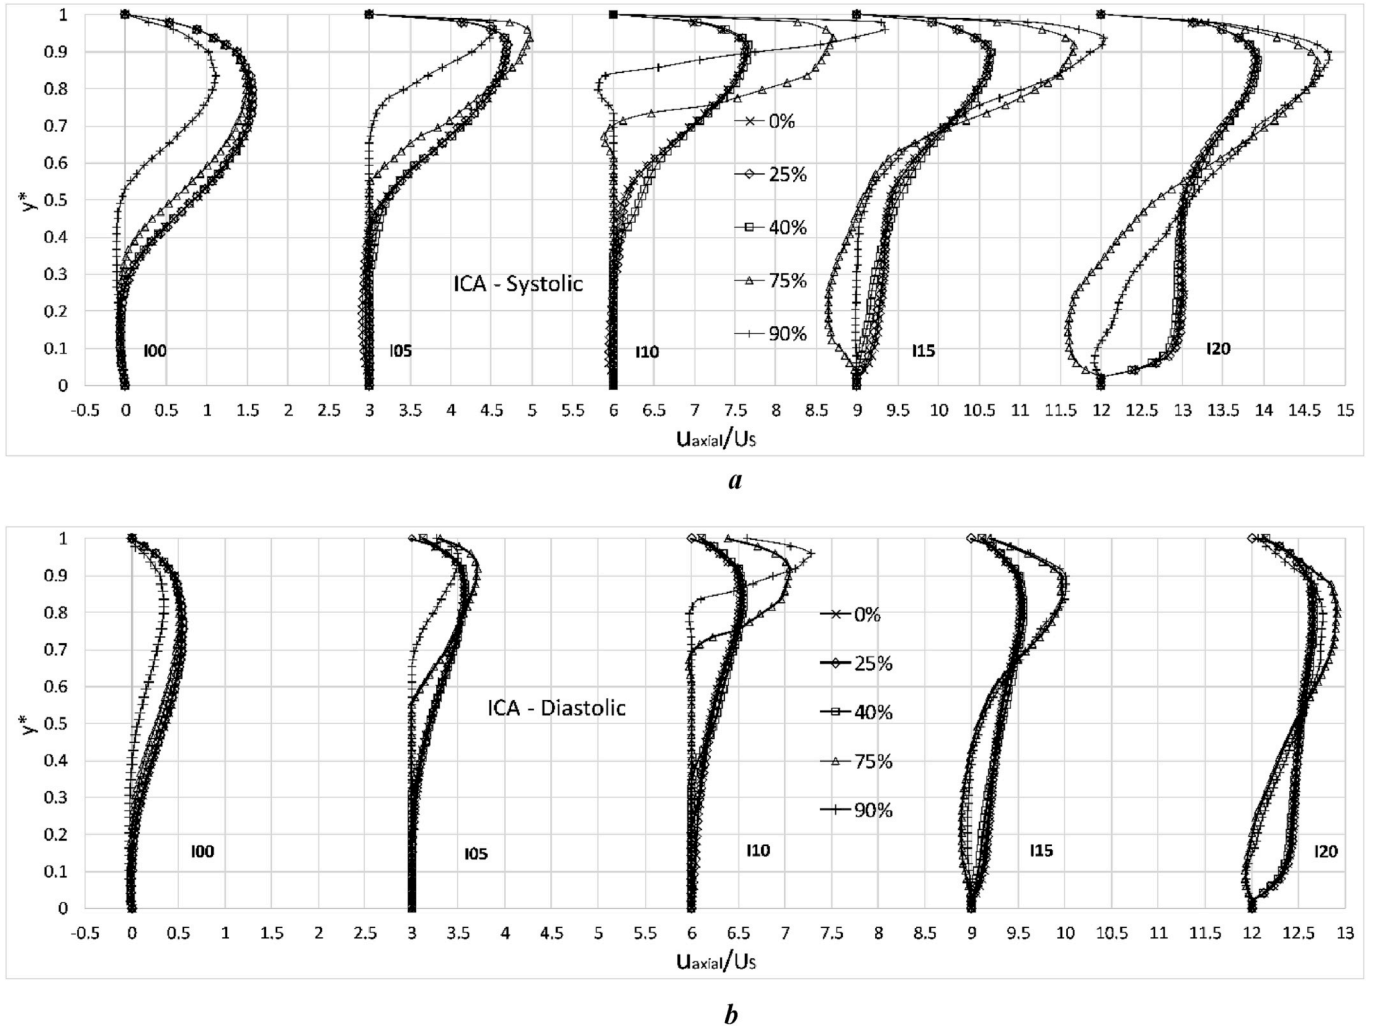 a
1
0.9
0.8
0.7
0.6
0.5
0.4
0.3
0.2
0.1
0
y*
0%
25%
40%
75%
90%
ICA - Systolic
I00
I05
I10
I15
I20
-0.5 0 0.5 1 1.5 2 2.5 3 3.5 4 4.5 5 5.5 6 6.5 7 7.5 8 8.5 9 9.5 10 10.5 11 11.5 12 12.5 13 13.5 14 14.5 15
uaxial/US
a
1
0.9
0.8
0.7
0.6
0.5
0.4
0.3
0.2
0.1
0
y*
0%
25%
40%
75%
90%
ICA - Diastolic
I00
I05
I10
I15
I20
-0.5 0 0.5 1 1.5 2 2.5 3 3.5 4 4.5 5 5.5 6 6.5 7 7.5 8 8.5 9 9.5 10 10.5 11 11.5 12 12.5 13
uaxial/US
b